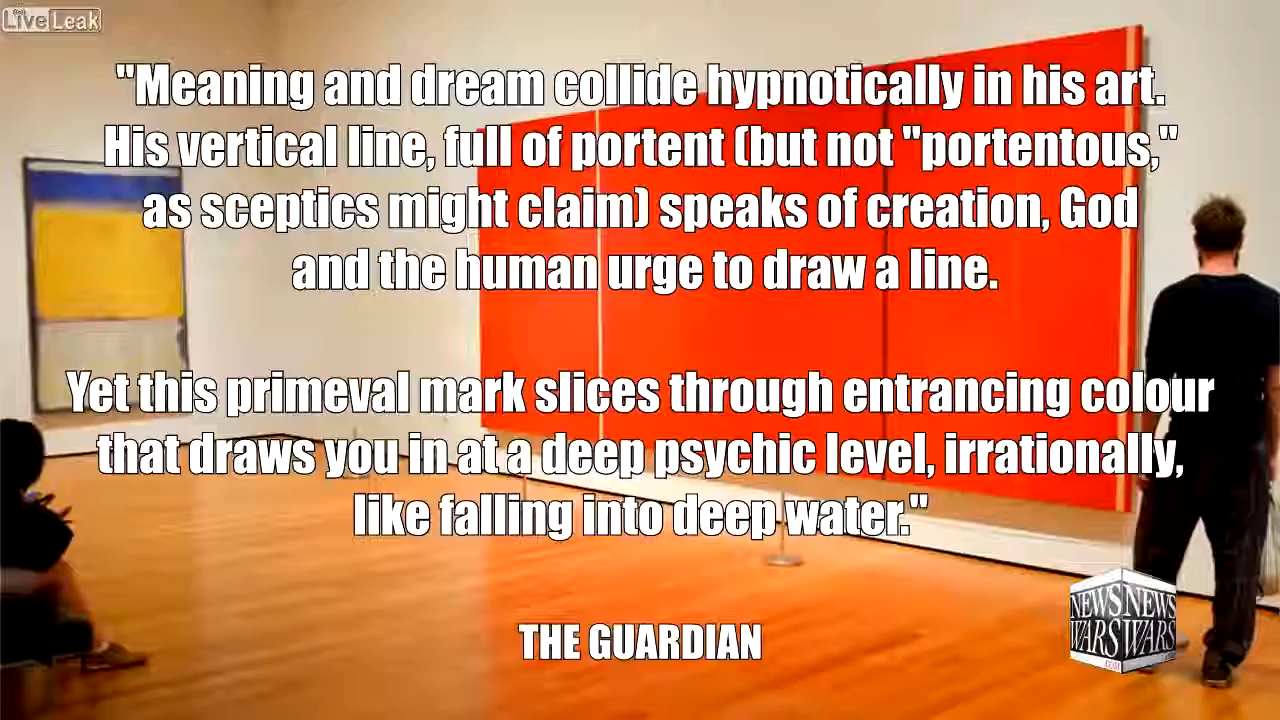 LiveLeak
"Meaning and dream collide hypnotically in his art.
His vertical line, full of portent (but not "portentous,"
as sceptics might claim) speaks of creation, God
and the human urge to draw a line.
Yet this primeval mark slices through entrancing colour
that draws you in at a deep psychic level, irrationally,
like falling into deep water."
THE GUARDIAN
NEWS NEWS
WARS WARS
.COM